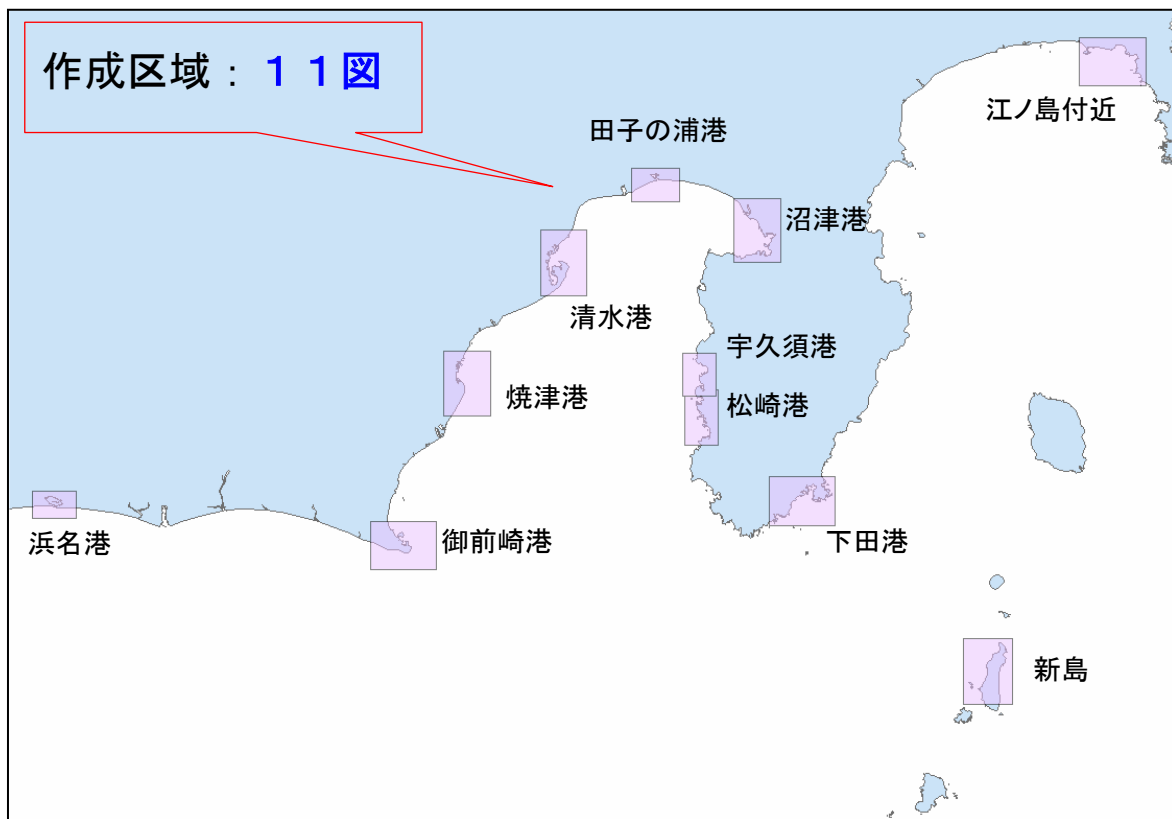 作成区域：１１図
江ノ島付近
田子の浦港
沼津港
清水港
宇久須港
焼津港
松崎港
浜名港
御前崎港
下田港
新島